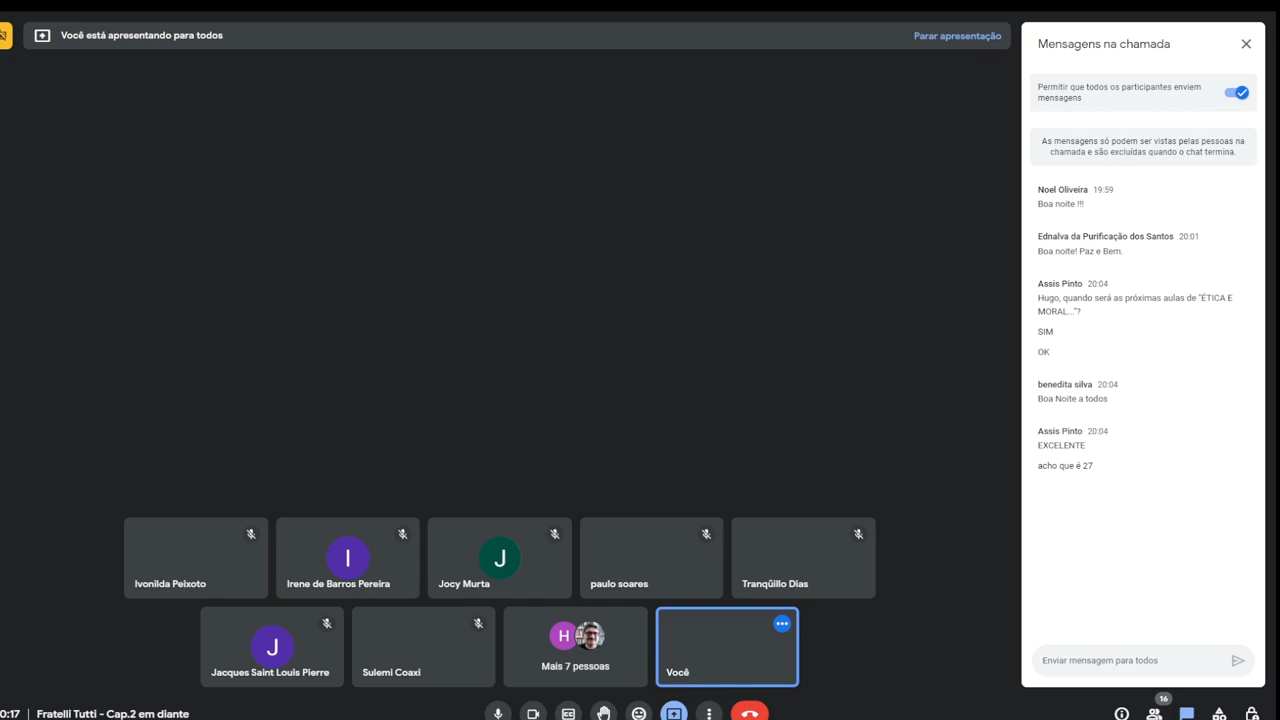 Você está apresentando para todos
Parar apresentação
Mensagens na chamada
Permitir que todos os participantes enviem
mensagens
As mensagens só podem ser vistas pelas pessoas na
chamada e são excluídas quando o chat termina.
Noel Oliveira 19:59
Boa noite !!!
Ednalva da Purificação dos Santos 20:01
Boa noite! Paz e Bem.
Assis Pinto 20:04
Hugo, quando será as próximas aulas de "ÉTICA E
MORAL..."?
SIM
OK
benedita silva 20:04
Boa Noite a todos
Assis Pinto 20:04
EXCELENTE
acho que é 27
Enviar mensagem para todos
Ivonilda Peixoto
I
Irene de Barros Pereira
J
Jocy Murta
paulo soares
Tranqüillo Dias
J
Jacques Saint Louis Pierre
Sulemi Coaxi
H
Mais 7 pessoas
Você
0:17 | Fratelli Tutti - Cap.2 em diante
16